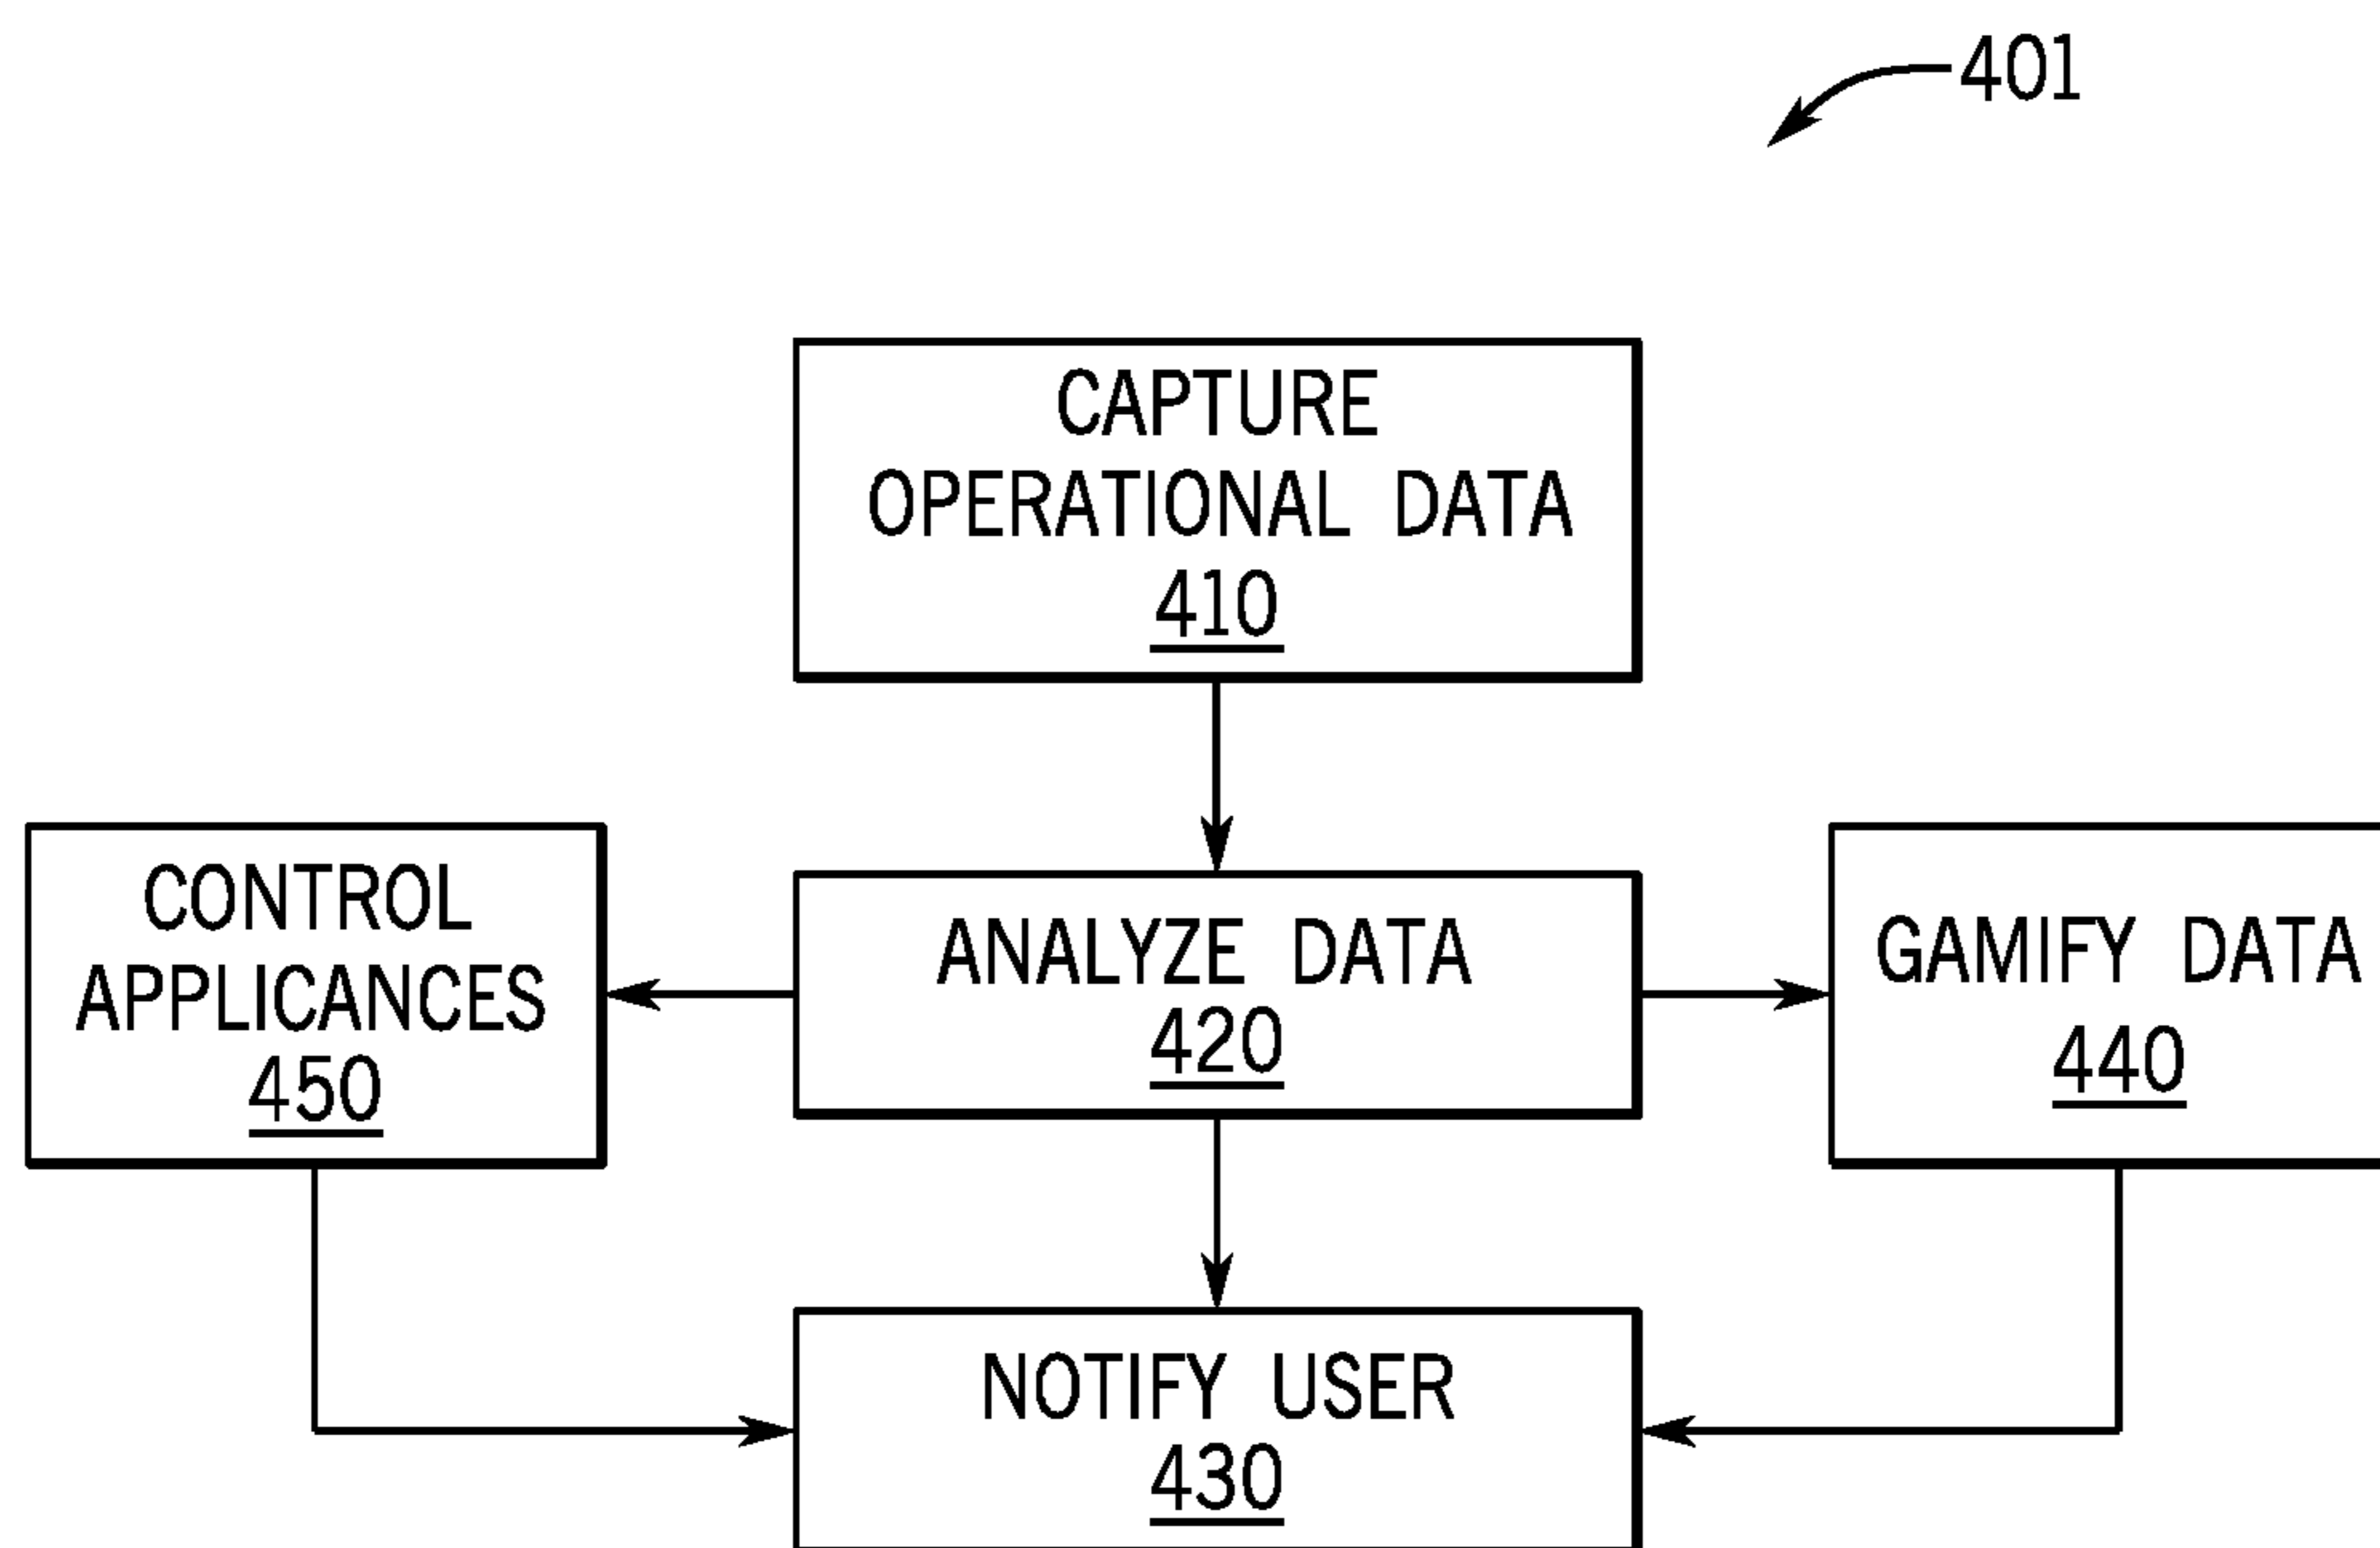 401
CAPTURE
OPERATIONAL DATA
410
CONTROL
APPLICANCES
450
ANALYZE DATA
420
GAMIFY DATA
440
NOTIFY USER
430